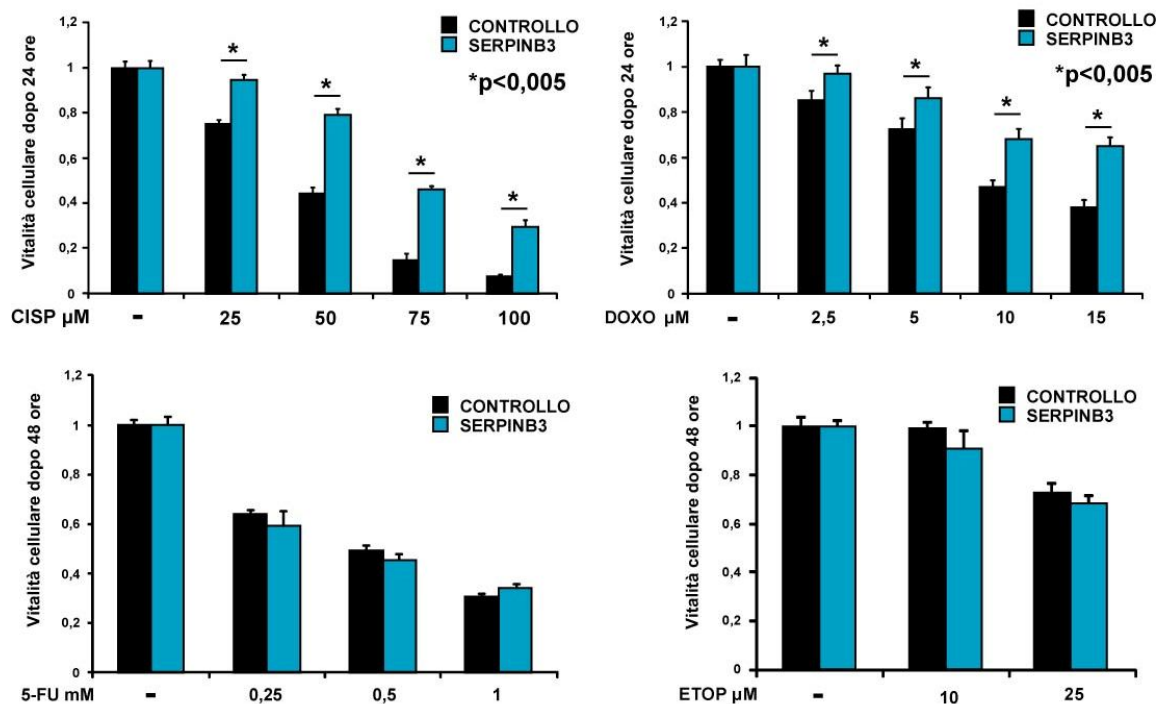 Vitalità cellulare dopo 24 ore
1,2
1
0,8
0,6
0,4
0,2
0
CONTROLLO
SERPINB3
*p<0,005
*
*
*
*
CISP µM - 25 50 75 100
Vitalità cellulare dopo 24 ore
1,2
1
0,8
0,6
0,4
0,2
0
CONTROLLO
SERPINB3
*p<0,005
*
*
*
*
DOXO µM - 2,5 5 10 15
Vitalità cellulare dopo 48 ore
1,2
1
0,8
0,6
0,4
0,2
0
CONTROLLO
SERPINB3
5-FU mM - 0,25 0,5 1
Vitalità cellulare dopo 48 ore
1,2
1
0,8
0,6
0,4
0,2
0
CONTROLLO
SERPINB3
ETOP µM - 10 25